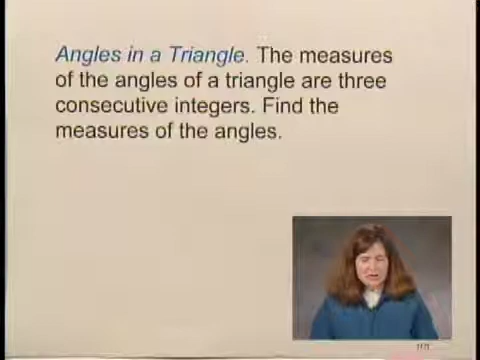 Angles in a Triangle. The measures
of the angles of a triangle are three
consecutive integers. Find the
measures of the angles.